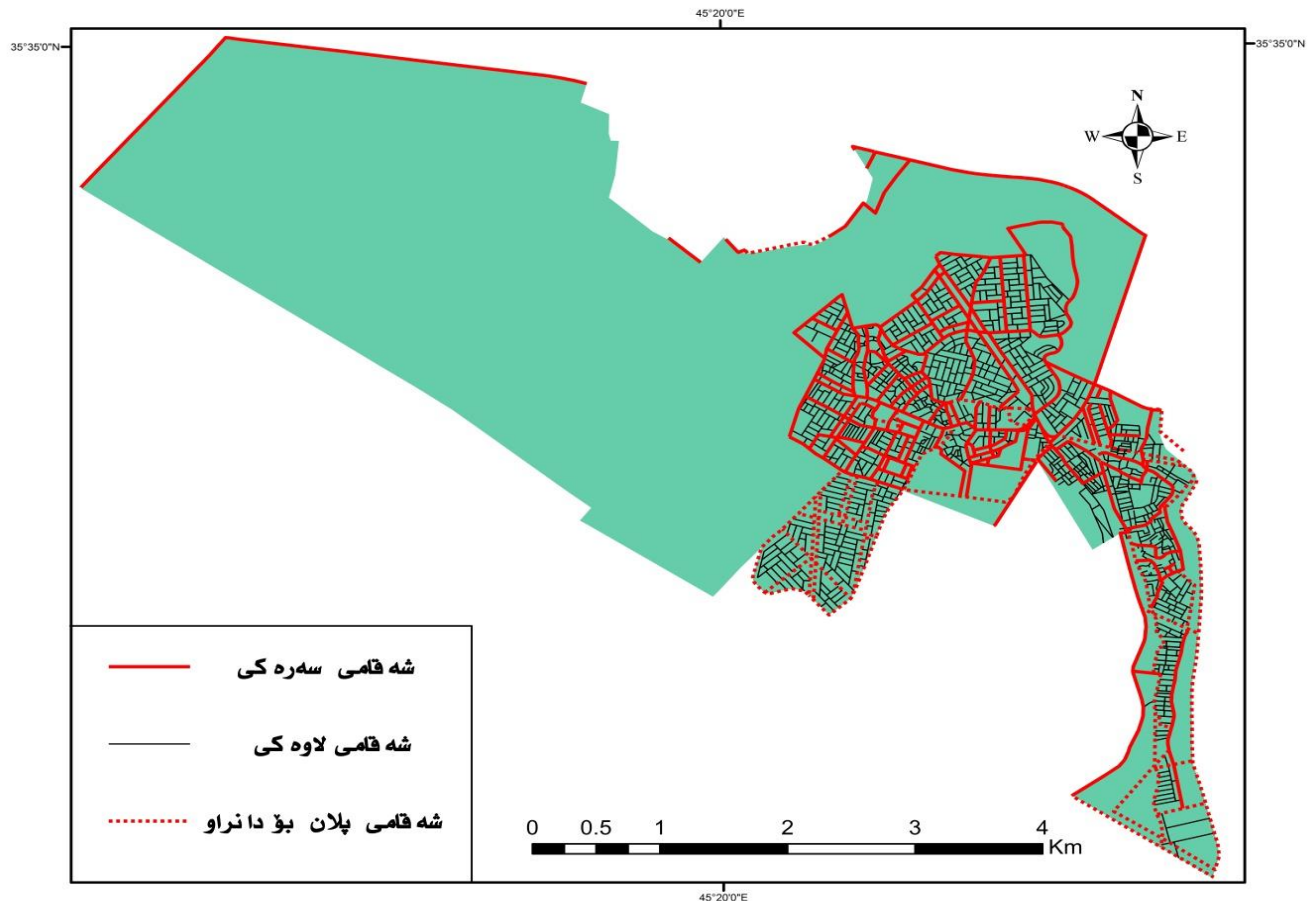 45°20'0"E
35°35'0"N
35°35'0"N
N
W E
S
شه‌ قامی سه‌ره‌ کی
شه‌ قامی لاوه‌ کی
شه‌ قامی پلان بۆ دا نراو
0 0.5 1 2 3 4
Km
45°20'0"E